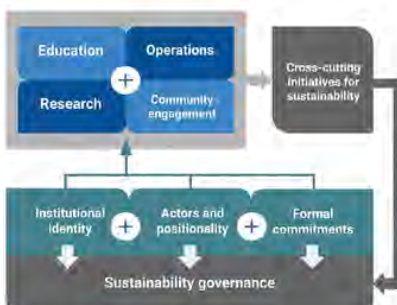 Education
Operations
+
Research
Community
engagement
Cross-cutting
initiatives for
sustainability
Institutional
identity
+
Actors and
positionality
+
Formal
commitments
Sustainability governance